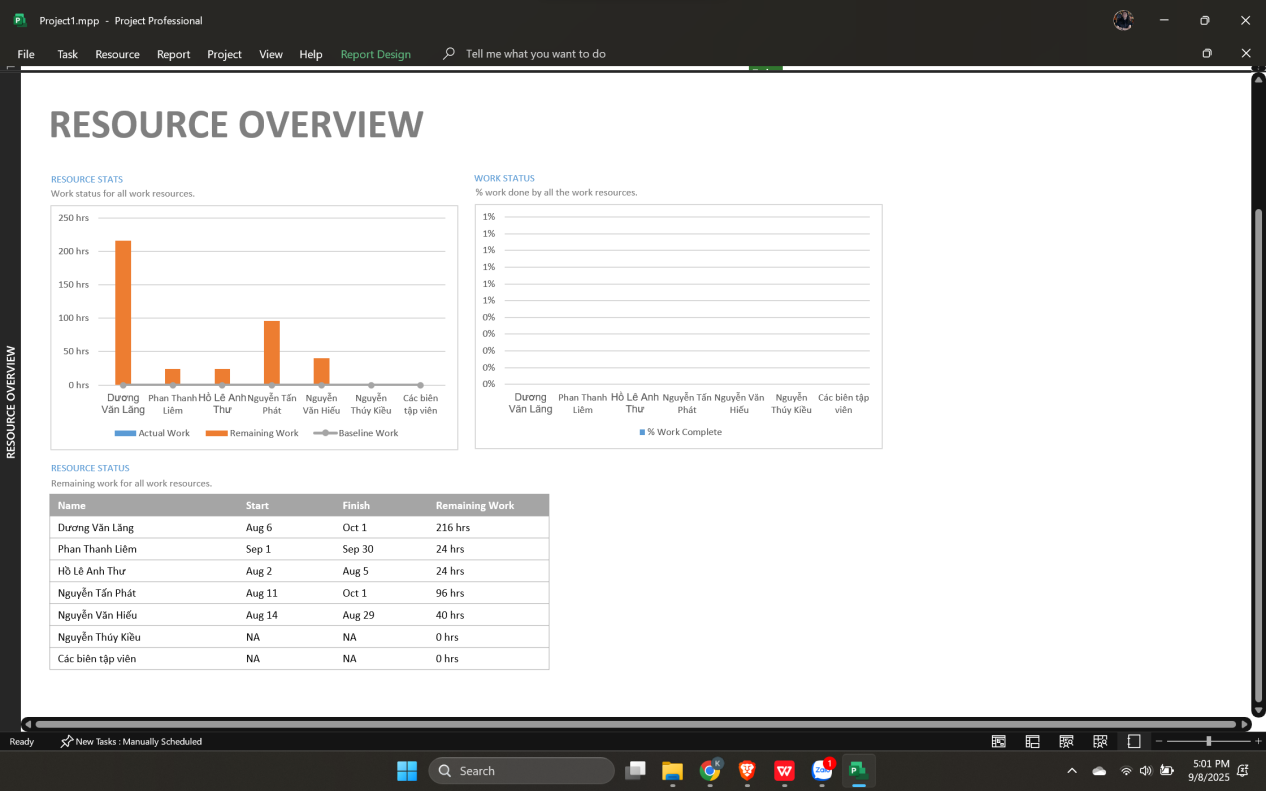 Project1.mpp - Project Professional
File Task Resource Report Project View Help Report Design Tell me what you want to do
RESOURCE OVERVIEW
RESOURCE OVERVIEW
RESOURCE STATS
Work status for all work resources.
250 hrs
200 hrs
150 hrs
100 hrs
50 hrs
0 hrs
Dương Văn Lăng
Phan Thanh Liêm
Hồ Lê Anh Thư
Nguyễn Tấn Phát
Nguyễn Văn Hiếu
Nguyễn Thúy Kiều
Các biên tập viên
Actual Work Remaining Work Baseline Work
WORK STATUS
% work done by all the work resources.
1%
1%
1%
1%
1%
1%
0%
0%
0%
0%
0%
Dương Văn Lăng
Phan Thanh Liêm
Hồ Lê Anh Thư
Nguyễn Tấn Phát
Nguyễn Văn Hiếu
Nguyễn Thúy Kiều
Các biên tập viên
% Work Complete
RESOURCE STATUS
Remaining work for all work resources.
Name Start Finish Remaining Work
Dương Văn Lăng Aug 6 Oct 1 216 hrs
Phan Thanh Liêm Sep 1 Sep 30 24 hrs
Hồ Lê Anh Thư Aug 2 Aug 5 24 hrs
Nguyễn Tấn Phát Aug 11 Oct 1 96 hrs
Nguyễn Văn Hiếu Aug 14 Aug 29 40 hrs
Nguyễn Thúy Kiều NA NA 0 hrs
Các biên tập viên NA NA 0 hrs
Ready New Tasks : Manually Scheduled
Search
K
Zalo
1
5:01 PM
9/8/2025